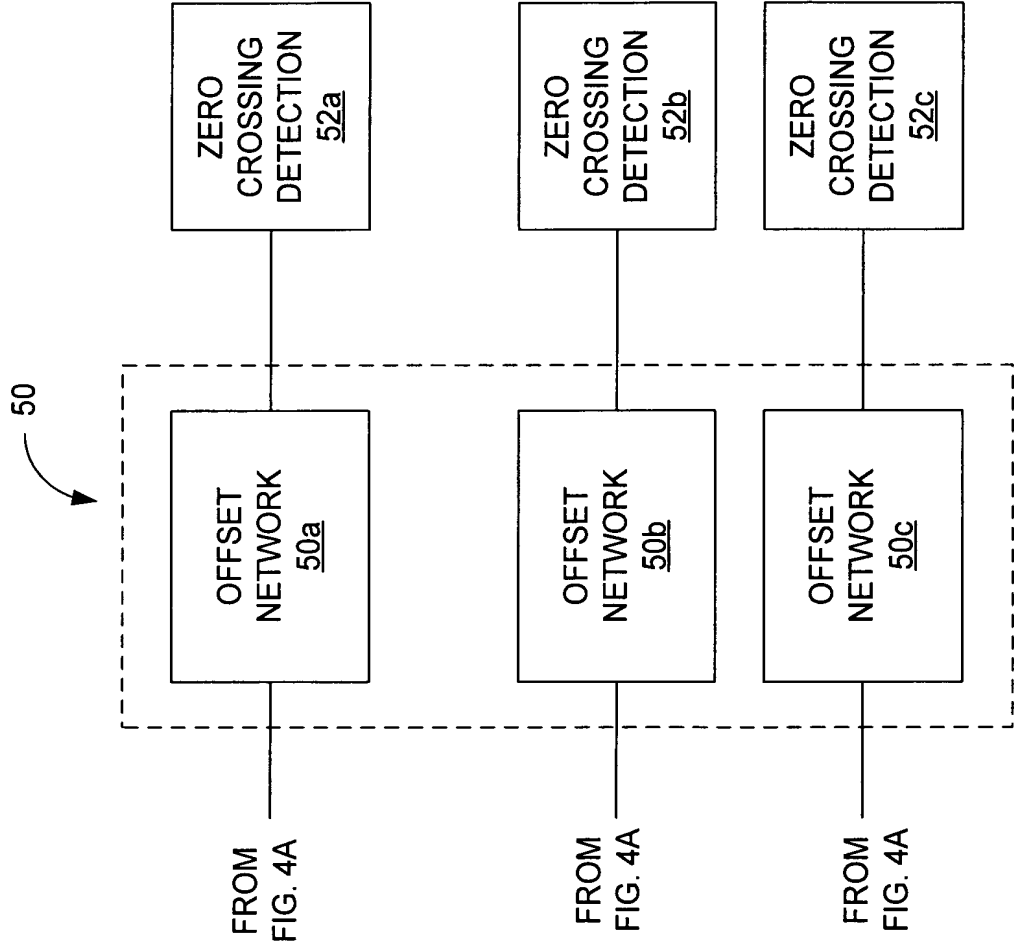 50
FROM
FIG. 4A
OFFSET
NETWORK
50a
ZERO
CROSSING
DETECTION
52a
FROM
FIG. 4A
OFFSET
NETWORK
50b
ZERO
CROSSING
DETECTION
52b
FROM
FIG. 4A
OFFSET
NETWORK
50c
ZERO
CROSSING
DETECTION
52c